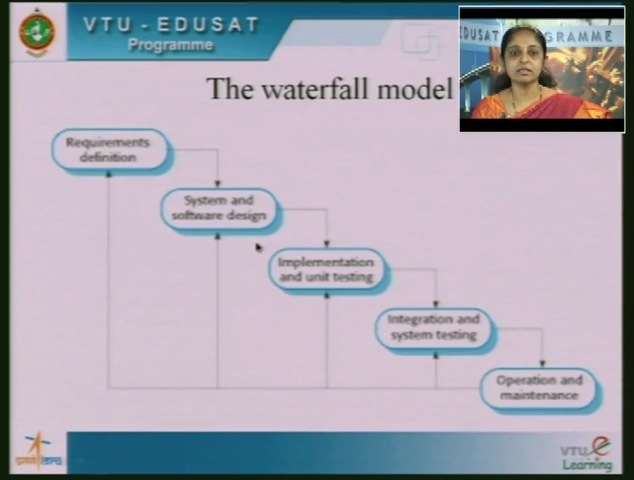 VTU - EDUSAT
Programme
EDUSAT
GRAMME
The waterfall model
Requirements
definition
System and
software design
Implementation
and unit testing
Integration and
system testing
Operation and
maintenance
VTU e
Learning